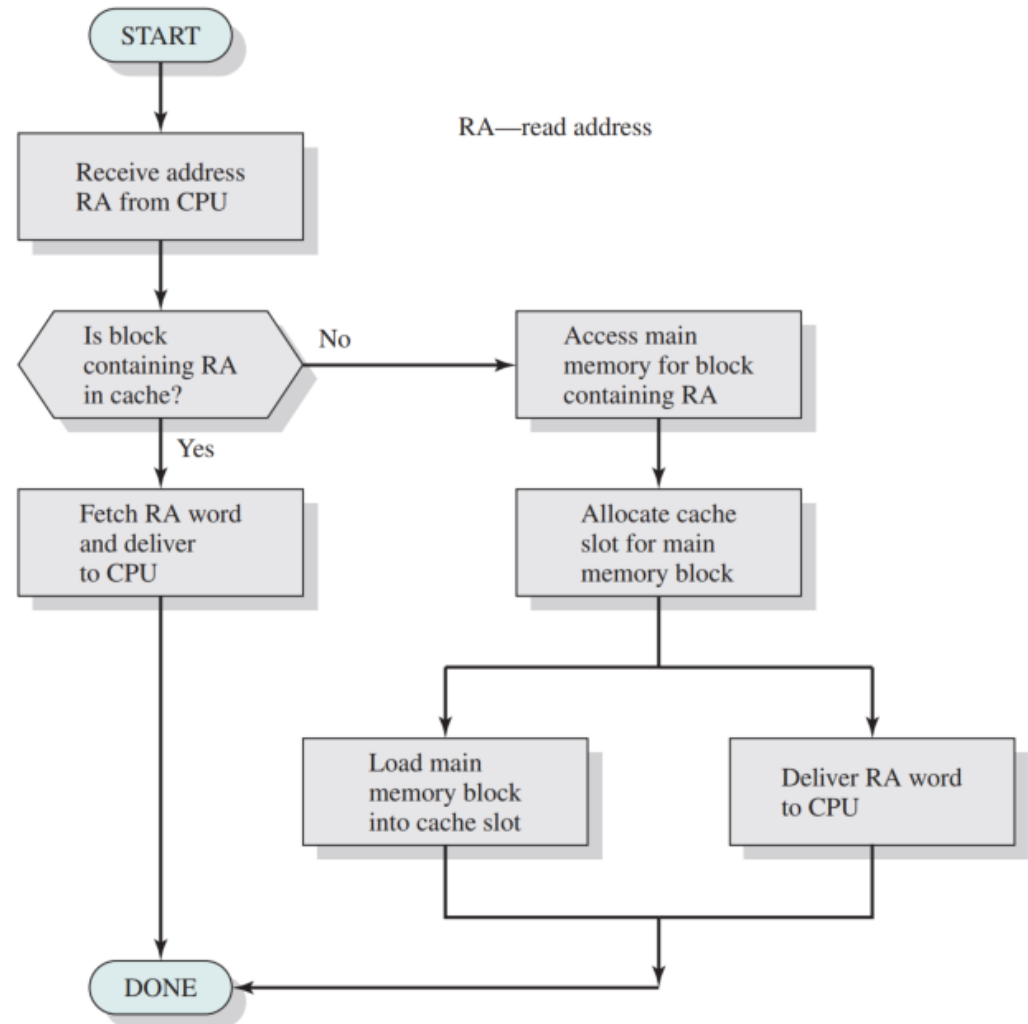 START
RA—read address
Receive address
RA from CPU
Is block
containing RA
in cache?
No
Access main
memory for block
containing RA
Yes
Fetch RA word
and deliver
to CPU
Allocate cache
slot for main
memory block
Load main
memory block
into cache slot
Deliver RA word
to CPU
DONE